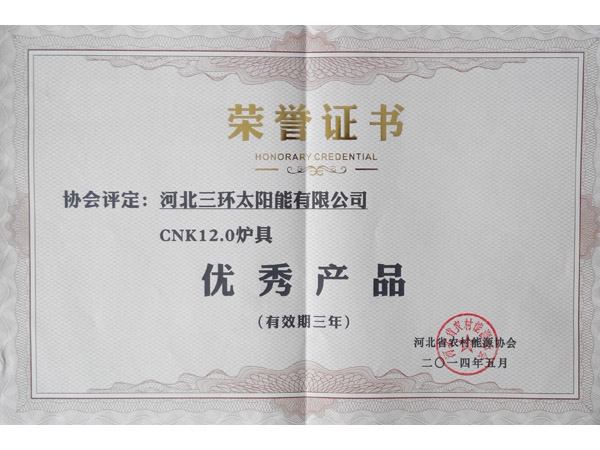 荣誉证书
HONORARY CREDENTIAL
协会评定：河北三环太阳能有限公司
CNK12.0炉具
优秀产品
（有效期三年）
河北省农村能源协会
二〇一四年五月